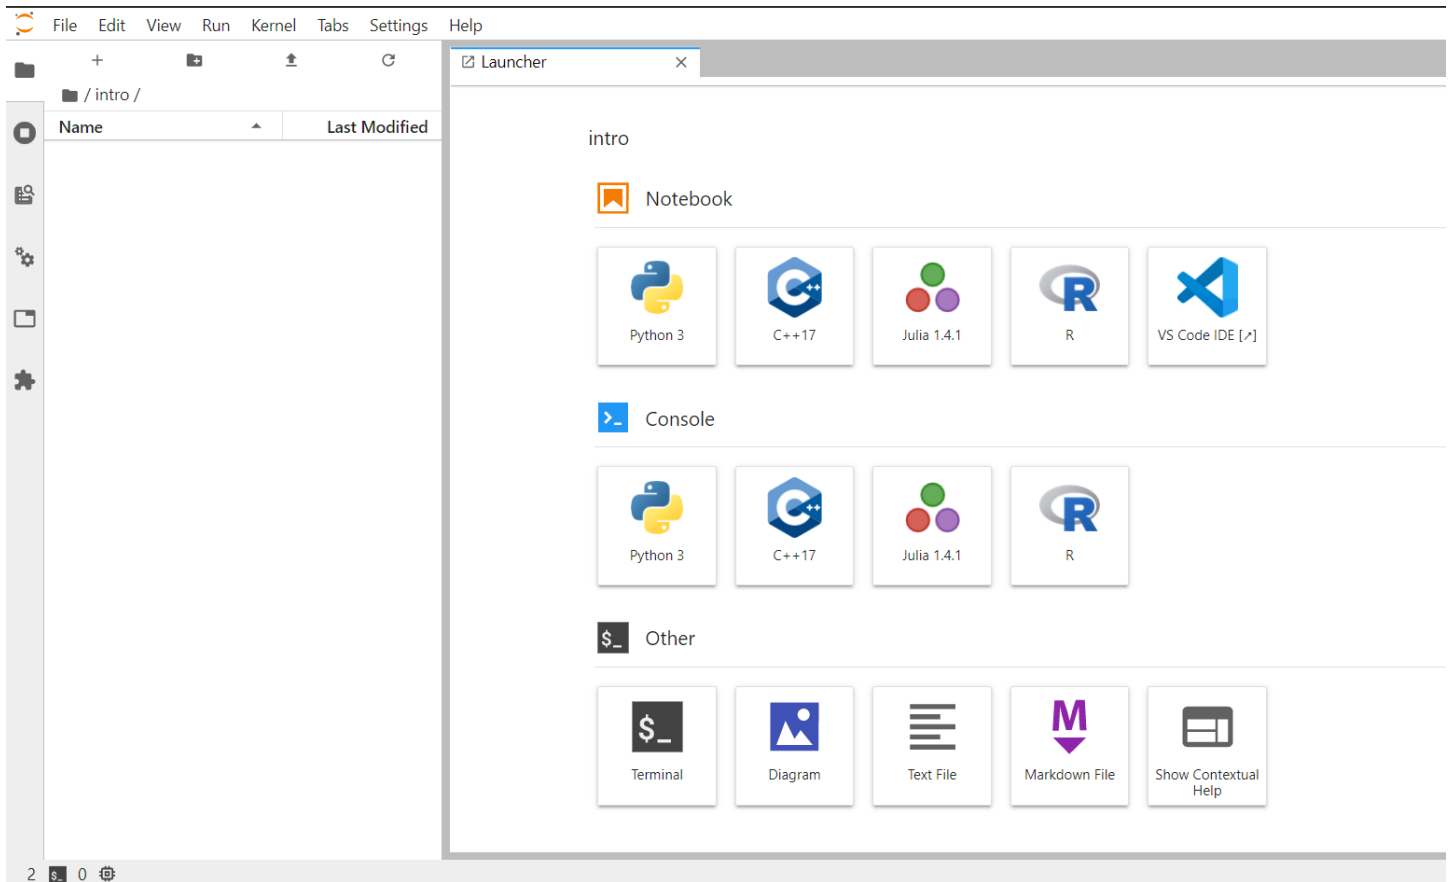 File Edit View Run Kernel Tabs Settings Help
/ intro /
Name Last Modified
Launcher
intro
Notebook
Python 3 C++17 Julia 1.4.1 R VS Code IDE [↗]
Console
Python 3 C++17 Julia 1.4.1 R
$_ Other
$_
Terminal Diagram Text File Markdown File Show Contextual
Help
2 $_ 0